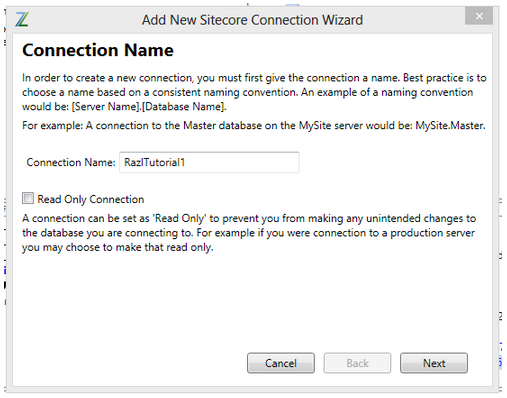 Add New Sitecore Connection Wizard
Connection Name
In order to create a new connection, you must first give the connection a name. Best practice is to
choose a name based on a consistent naming convention. An example of a naming convention
would be: [Server Name].[Database Name].
For example: A connection to the Master database on the MySite server would be: MySite.Master.
Connection Name: RazlTutorial1
Read Only Connection
A connection can be set as 'Read Only' to prevent you from making any unintended changes to
the database you are connecting to. For example if you were connection to a production server
you may choose to make that read only.
Cancel Back Next